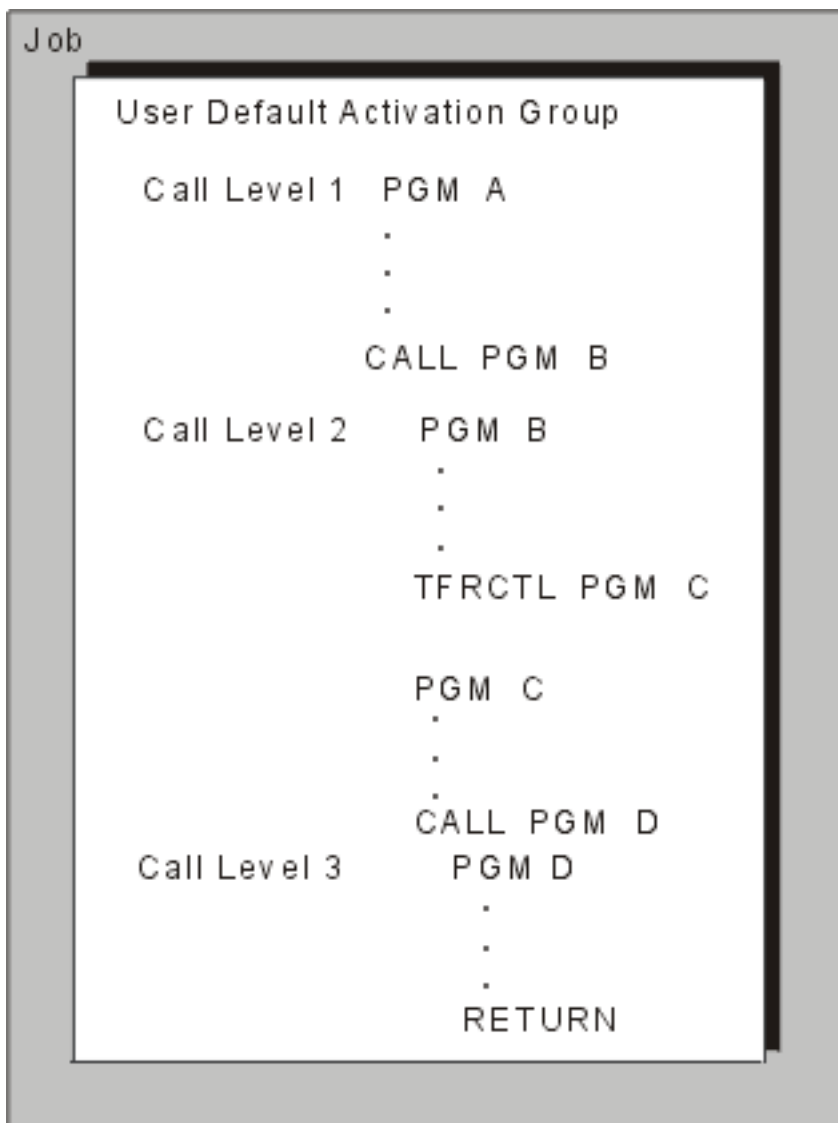 Job
User Default Activation Group
Call Level 1 PGM A
.
.
.
CALL PGM B
Call Level 2 PGM B
.
.
.
TFRCTL PGM C
PGM C
.
.
.
CALL PGM D
Call Level 3 PGM D
.
.
.
RETURN